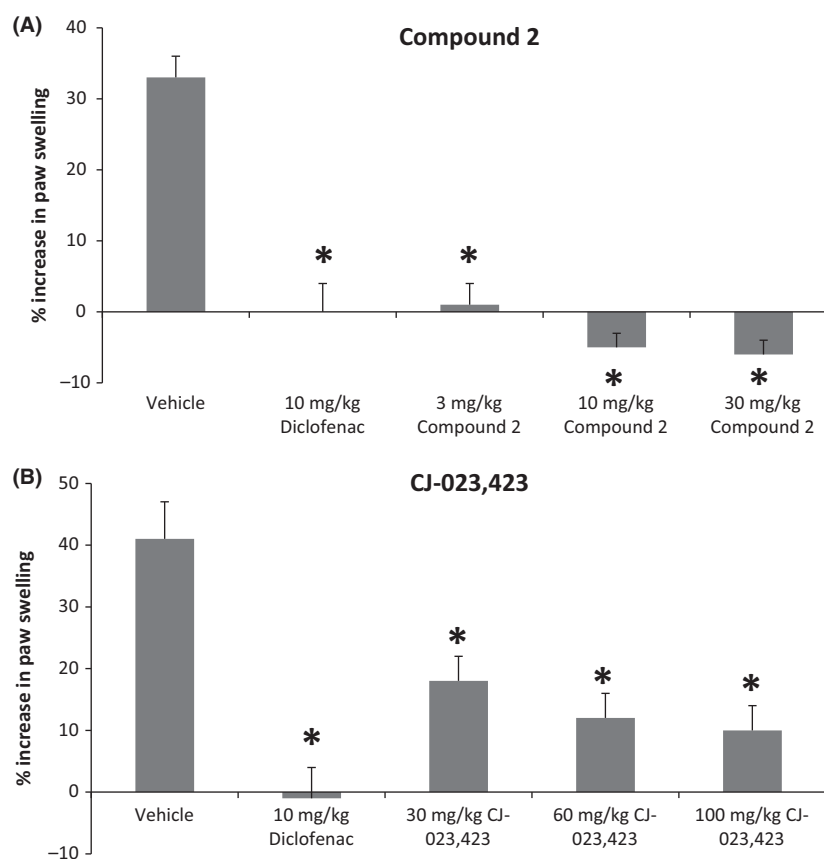 (A)
Compound 2
% increase in paw swelling
40
30
20
10
0
–10
*
*
*
*
Vehicle
10 mg/kg
Diclofenac
3 mg/kg
Compound 2
10 mg/kg
Compound 2
30 mg/kg
Compound 2
(B)
CJ-023,423
% increase in paw swelling
50
40
30
20
10
0
–10
*
*
*
*
Vehicle
10 mg/kg
Diclofenac
30 mg/kg CJ-
023,423
60 mg/kg CJ-
023,423
100 mg/kg CJ-
023,423